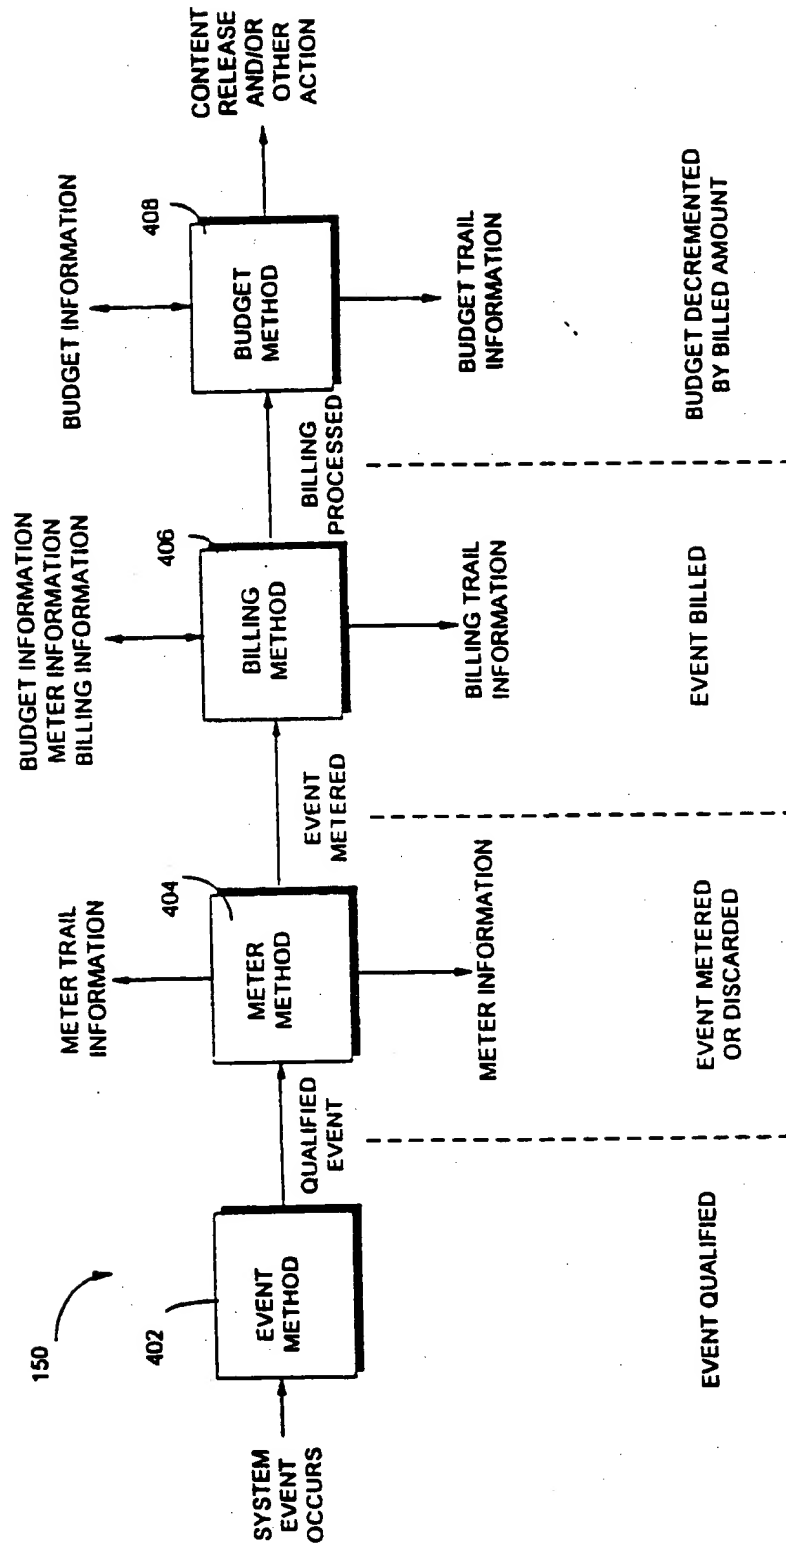 150
SYSTEM
EVENT
OCCURS
402
EVENT
METHOD
QUALIFIED
EVENT
METER TRAIL
INFORMATION
404
METER
METHOD
METER INFORMATION
EVENT
METERED
BUDGET INFORMATION
METER INFORMATION
BILLING INFORMATION
406
BILLING
METHOD
BILLING TRAIL
INFORMATION
BILLING
PROCESSED
BUDGET INFORMATION
408
BUDGET
METHOD
BUDGET TRAIL
INFORMATION
CONTENT
RELEASE
AND/OR
OTHER
ACTION
EVENT QUALIFIED
EVENT METERED
OR DISCARDED
EVENT BILLED
BUDGET DECREMENTED
BY BILLED AMOUNT